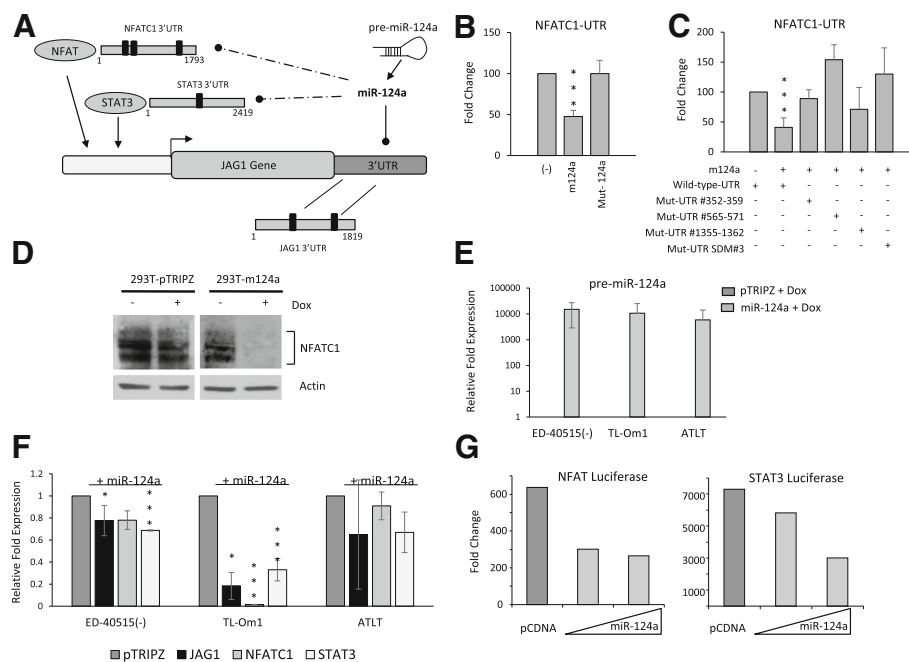 A
NFATC1 3'UTR
NFAT
1 1793
pre-miR-124a
STAT3 3'UTR
STAT3
1 2419
miR-124a
JAG1 Gene 3'UTR
1 1819
JAG1 3'UTR
B
NFATC1-UTR
Fold Change
150
100
50
0
* * *
(-) m124a Mut- 124a
C
NFATC1-UTR
Fold Change
200
150
100
50
0
* * *
m124a - + + + + +
Wild-type-UTR + + - - - -
Mut-UTR #352-359 - - + - - -
Mut-UTR #565-571 - - - + - -
Mut-UTR #1355-1362 - - - - + -
Mut-UTR SDM#3 - - - - - +
D
293T-pTRIPZ 293T-m124a
- + - + Dox
NFATC1
Actin
E
pre-miR-124a
Relative Fold Expression
100000
10000
1000
100
10
1
ED-40515(-) TL-Om1 ATLT
pTRIPZ + Dox
miR-124a + Dox
F
Relative Fold Expression
1.2
1
0.8
0.6
0.4
0.2
0
+ miR-124a + miR-124a + miR-124a
* * * *
* * * * * * *
ED-40515(-) TL-Om1 ATLT
pTRIPZ JAG1 NFATC1 STAT3
G
NFAT Luciferase
Fold Change
600
400
200
0
pCDNA miR-124a
STAT3 Luciferase
7000
6000
5000
4000
3000
2000
1000
0
pCDNA miR-124a